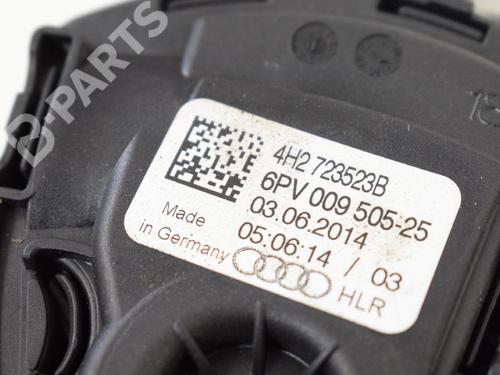 B-PARTS
4H2 723523B
6PV 009 505-25
03.06.2014
Made
in Germany
05:06:14 / 03
HLR